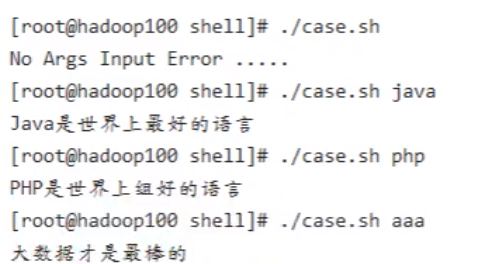 [root@hadoop100 shell]# ./case.sh
No Args Input Error .....
[root@hadoop100 shell]# ./case.sh java
Java是世界上最好的语言
[root@hadoop100 shell]# ./case.sh php
PHP是世界上组好的语言
[root@hadoop100 shell]# ./case.sh aaa
大数据才是最棒的